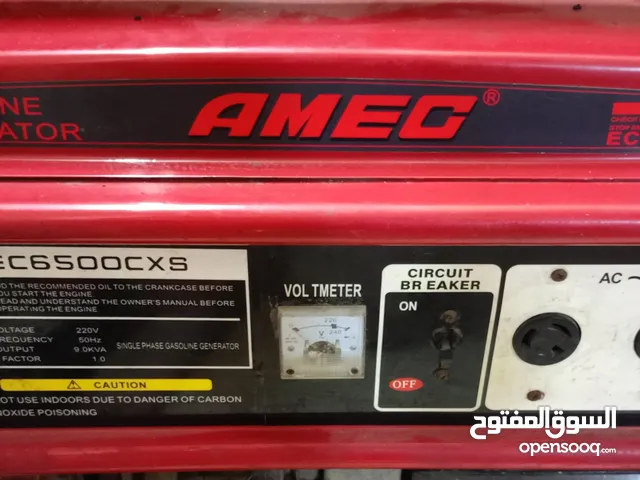 NE
ATOR
AMEC®
EC
EC6500CXS
D THE RECOMMENDED OIL TO THE CRANKCASE BEFORE
YOU START THE ENGINE
EAD AND UNDERSTAND THE OWNER'S MANUAL BEFORE
OPERATING THE ENGINE
VOLTAGE 220V
FREQUENCY 50Hz
OUTPUT 9.0KVA
FACTOR 1.0
SINGLE PHASE GASOLINE GENERATOR
CAUTION
NOT USE INDOORS DUE TO DANGER OF CARBON
NOXIDE POISONING
VOL TMETER
220
V
CIRCUIT
BR EAKER
ON
OFF
AC
السوق المفتوح
opensooq.com